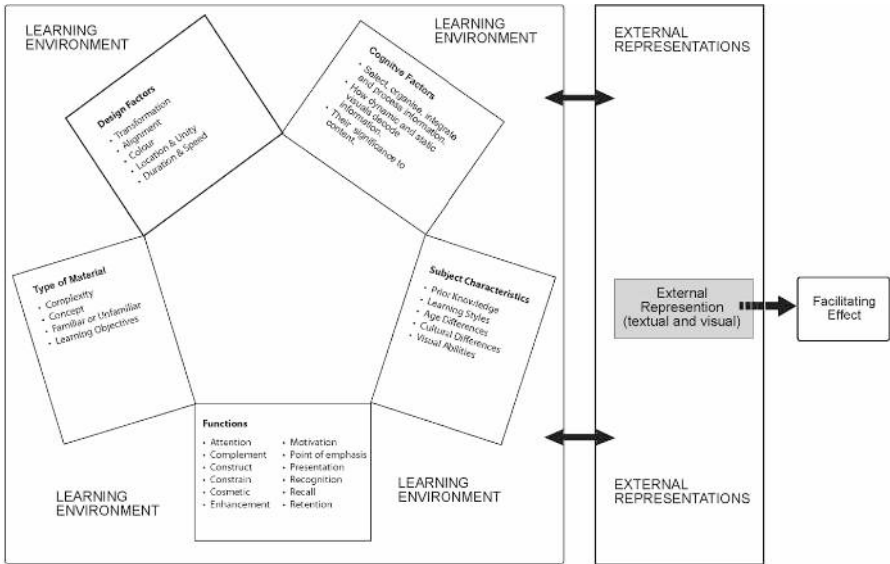 LEARNING
ENVIRONMENT
LEARNING
ENVIRONMENT
Design Factors
• Transformation
• Alignment
• Colour
• Location & Unity
• Duration & Speed
Cognitve Factors
• Select, organise, integrate
and process information.
• How dynamic and static
visuals decode
information.
• Their significance to
content.
Type of Material
• Complexity
• Concept
• Familiar or Unfamiliar
• Learning Objectives
Subject Characteristics
• Prior Knowledge
• Learning Styles
• Age Differences
• Cultural Differences
• Visual Abilities
Functions
• Attention
• Complement
• Construct
• Constrain
• Cosmetic
• Enhancement
• Motivation
• Point of emphasis
• Presentation
• Recognition
• Recall
• Retention
LEARNING
ENVIRONMENT
LEARNING
ENVIRONMENT
EXTERNAL
REPRESENTATIONS
External
Represention
(textual and visual)
Facilitating
Effect
EXTERNAL
REPRESENTATIONS